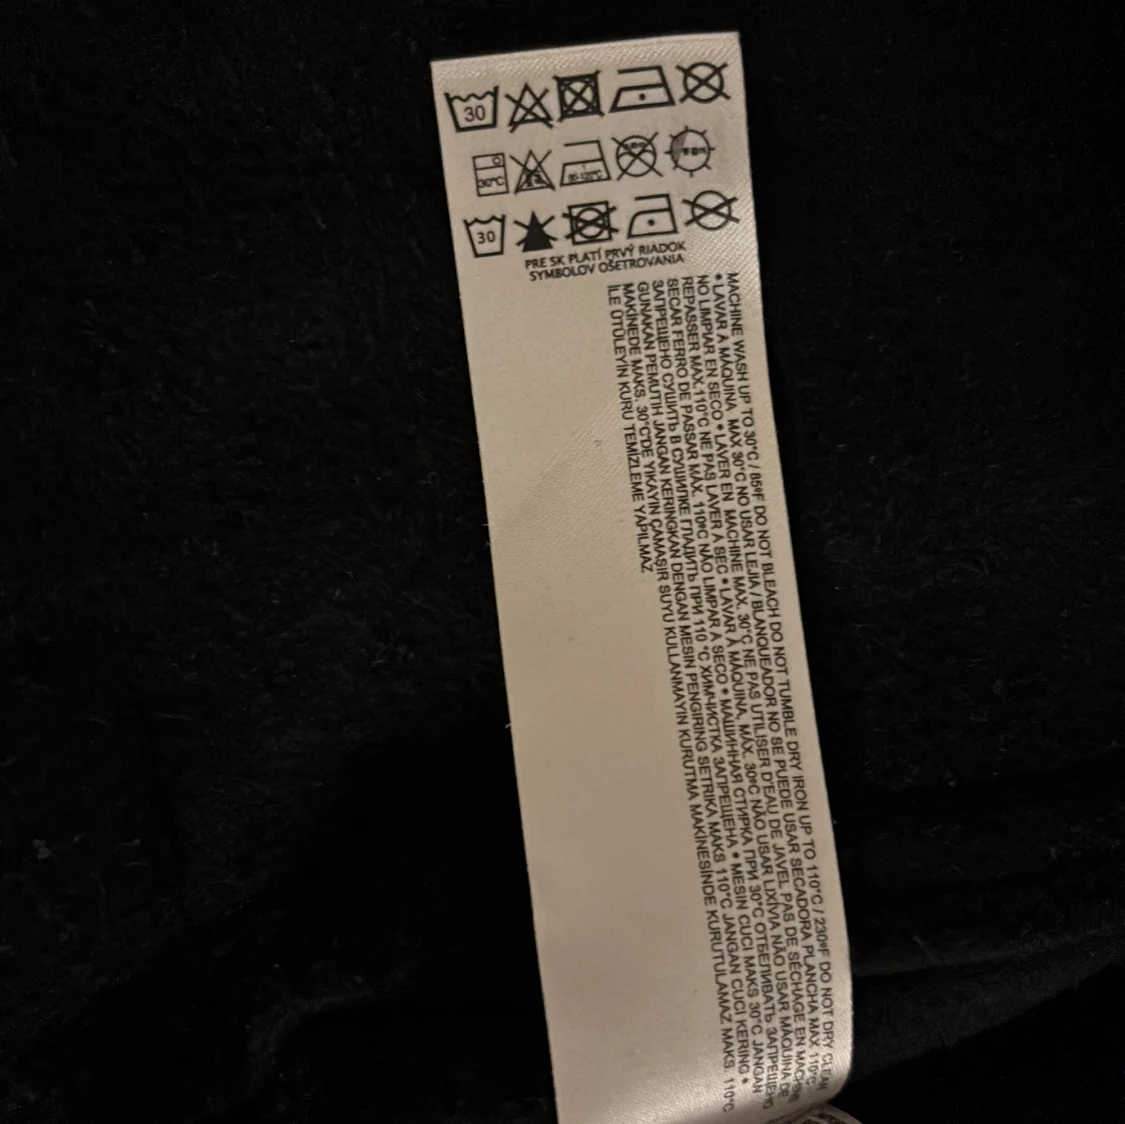 30
30°C
30
PRE SK PLATÍ PRVÝ RIADOK
SYMBOLOV OŠETROVANIA
MACHINE WASH UP TO 30°C / 85ºF DO NOT BLEACH DO NOT TUMBLE DRY IRON UP TO 110°C / 230ºF DO NOT DRY CLEAN
• LAVAR A MÁQUINA MAX 30°C NO USAR LEJIA / BLANQUEADOR NO SE PUEDE USAR SECADORA PLANCHA MAX 110°C
NO LIMPIAR EN SECO • LAVER EN MACHINE MAX. 30°C NE PAS UTILISER D'EAU DE JAVEL PAS DE SÉCHAGE EN MACHINE
REPASSER MAX.110°C NE PAS LAVER À SEC • LAVAR À MÁQUINA, MÁX. 30ºC NÃO USAR LIXÍVIA NÃO USAR MÁQUINA DE
SECAR FERRO DE PASSAR MÁX. 110ºC NÃO LIMPAR A SECO • МАШИННАЯ СТИРКА ПРИ 30°C ОТБЕЛИВАТЬ ЗАПРЕЩЕНО
ЗАПРЕЩЕНО СУШИТЬ В СУШИЛКЕ ГЛАДИТЬ ПРИ 110 °C ХИМЧИСТКА ЗАПРЕЩЕНА • MESIN CUCI MAKS 30°C JANGAN
GUNAKAN PEMUTIH JANGAN KERINGKAN DENGAN MESIN PENGIRING SETRIKA MAKS 110°C JANGAN CUCI KERING •
MAKİNEDE MAKS. 30°C'DE YIKAYIN ÇAMAŞIR SUYU KULLANMAYIN KURUTMA MAKİNESİNDE KURUTULAMAZ MAKS. 110°C
İLE ÜTÜLEYİN KURU TEMİZLEME YAPILMAZ